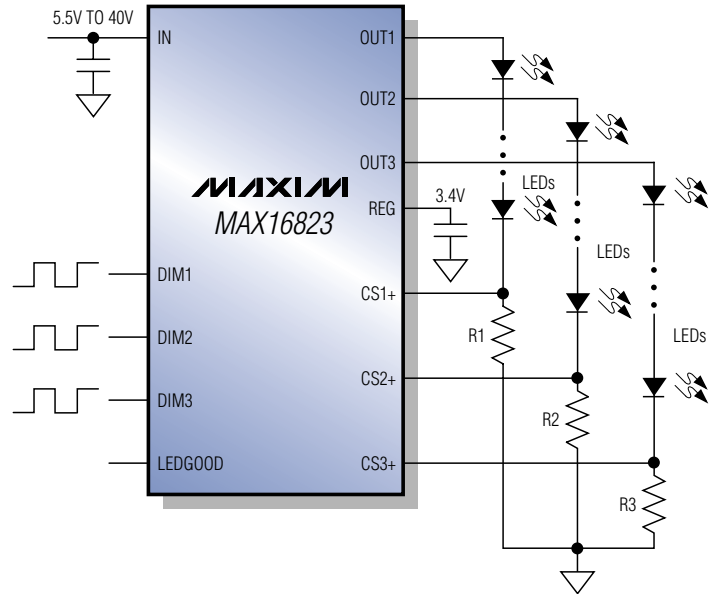 5.5V TO 40V
IN
OUT1
OUT2
OUT3
LEDs
MAXIM
MAX16823
REG
3.4V
LEDs
DIM1
CS1+
R1
LEDs
DIM2
CS2+
R2
DIM3
LEDGOOD
CS3+
R3